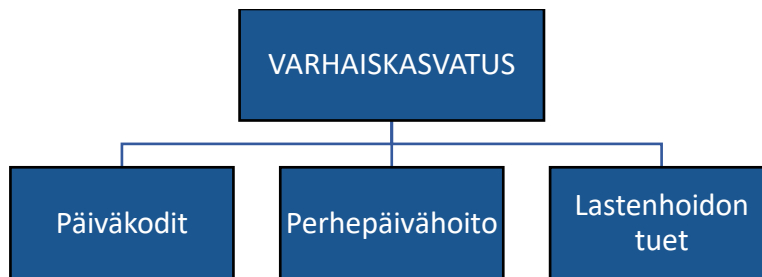 VARHAISKASVATUS
Päiväkodit
Perhepäivähoito
Lastenhoidon
tuet